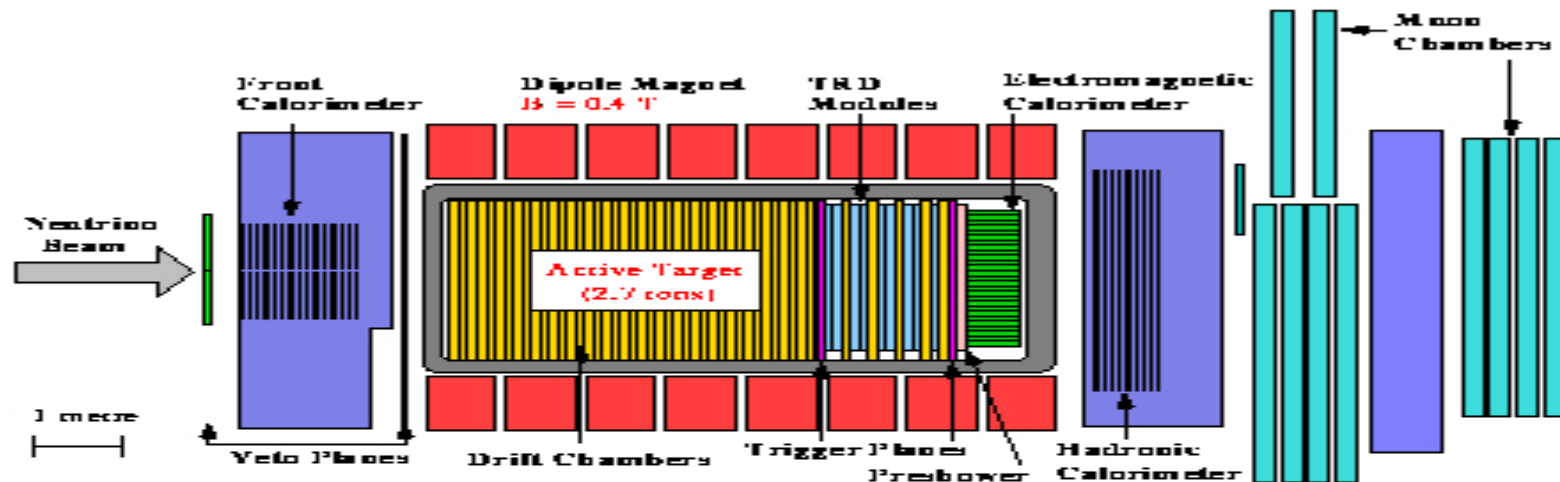 Muon
Chambers
Front
Calorimeter
Dipole Magnet
B = 0.4 T
TRD
Modules
Electromagnetic
Calorimeter
Neutrino
Beam
Active Target
(2.7 tons)
1 metre
Veto Planes
Drift Chambers
Trigger Planes
Preshower
Hadronic
Calorimeter